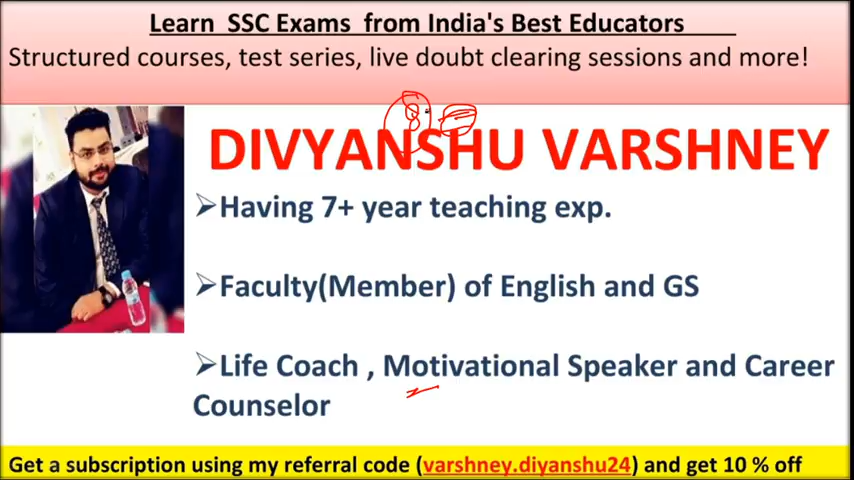 Learn SSC Exams from India's Best Educators
Structured courses, test series, live doubt clearing sessions and more!
DIVYANSHU VARSHNEY
➢Having 7+ year teaching exp.
➢Faculty(Member) of English and GS
➢Life Coach , Motivational Speaker and Career
Counselor
Get a subscription using my referral code (varshney.diyanshu24) and get 10 % off